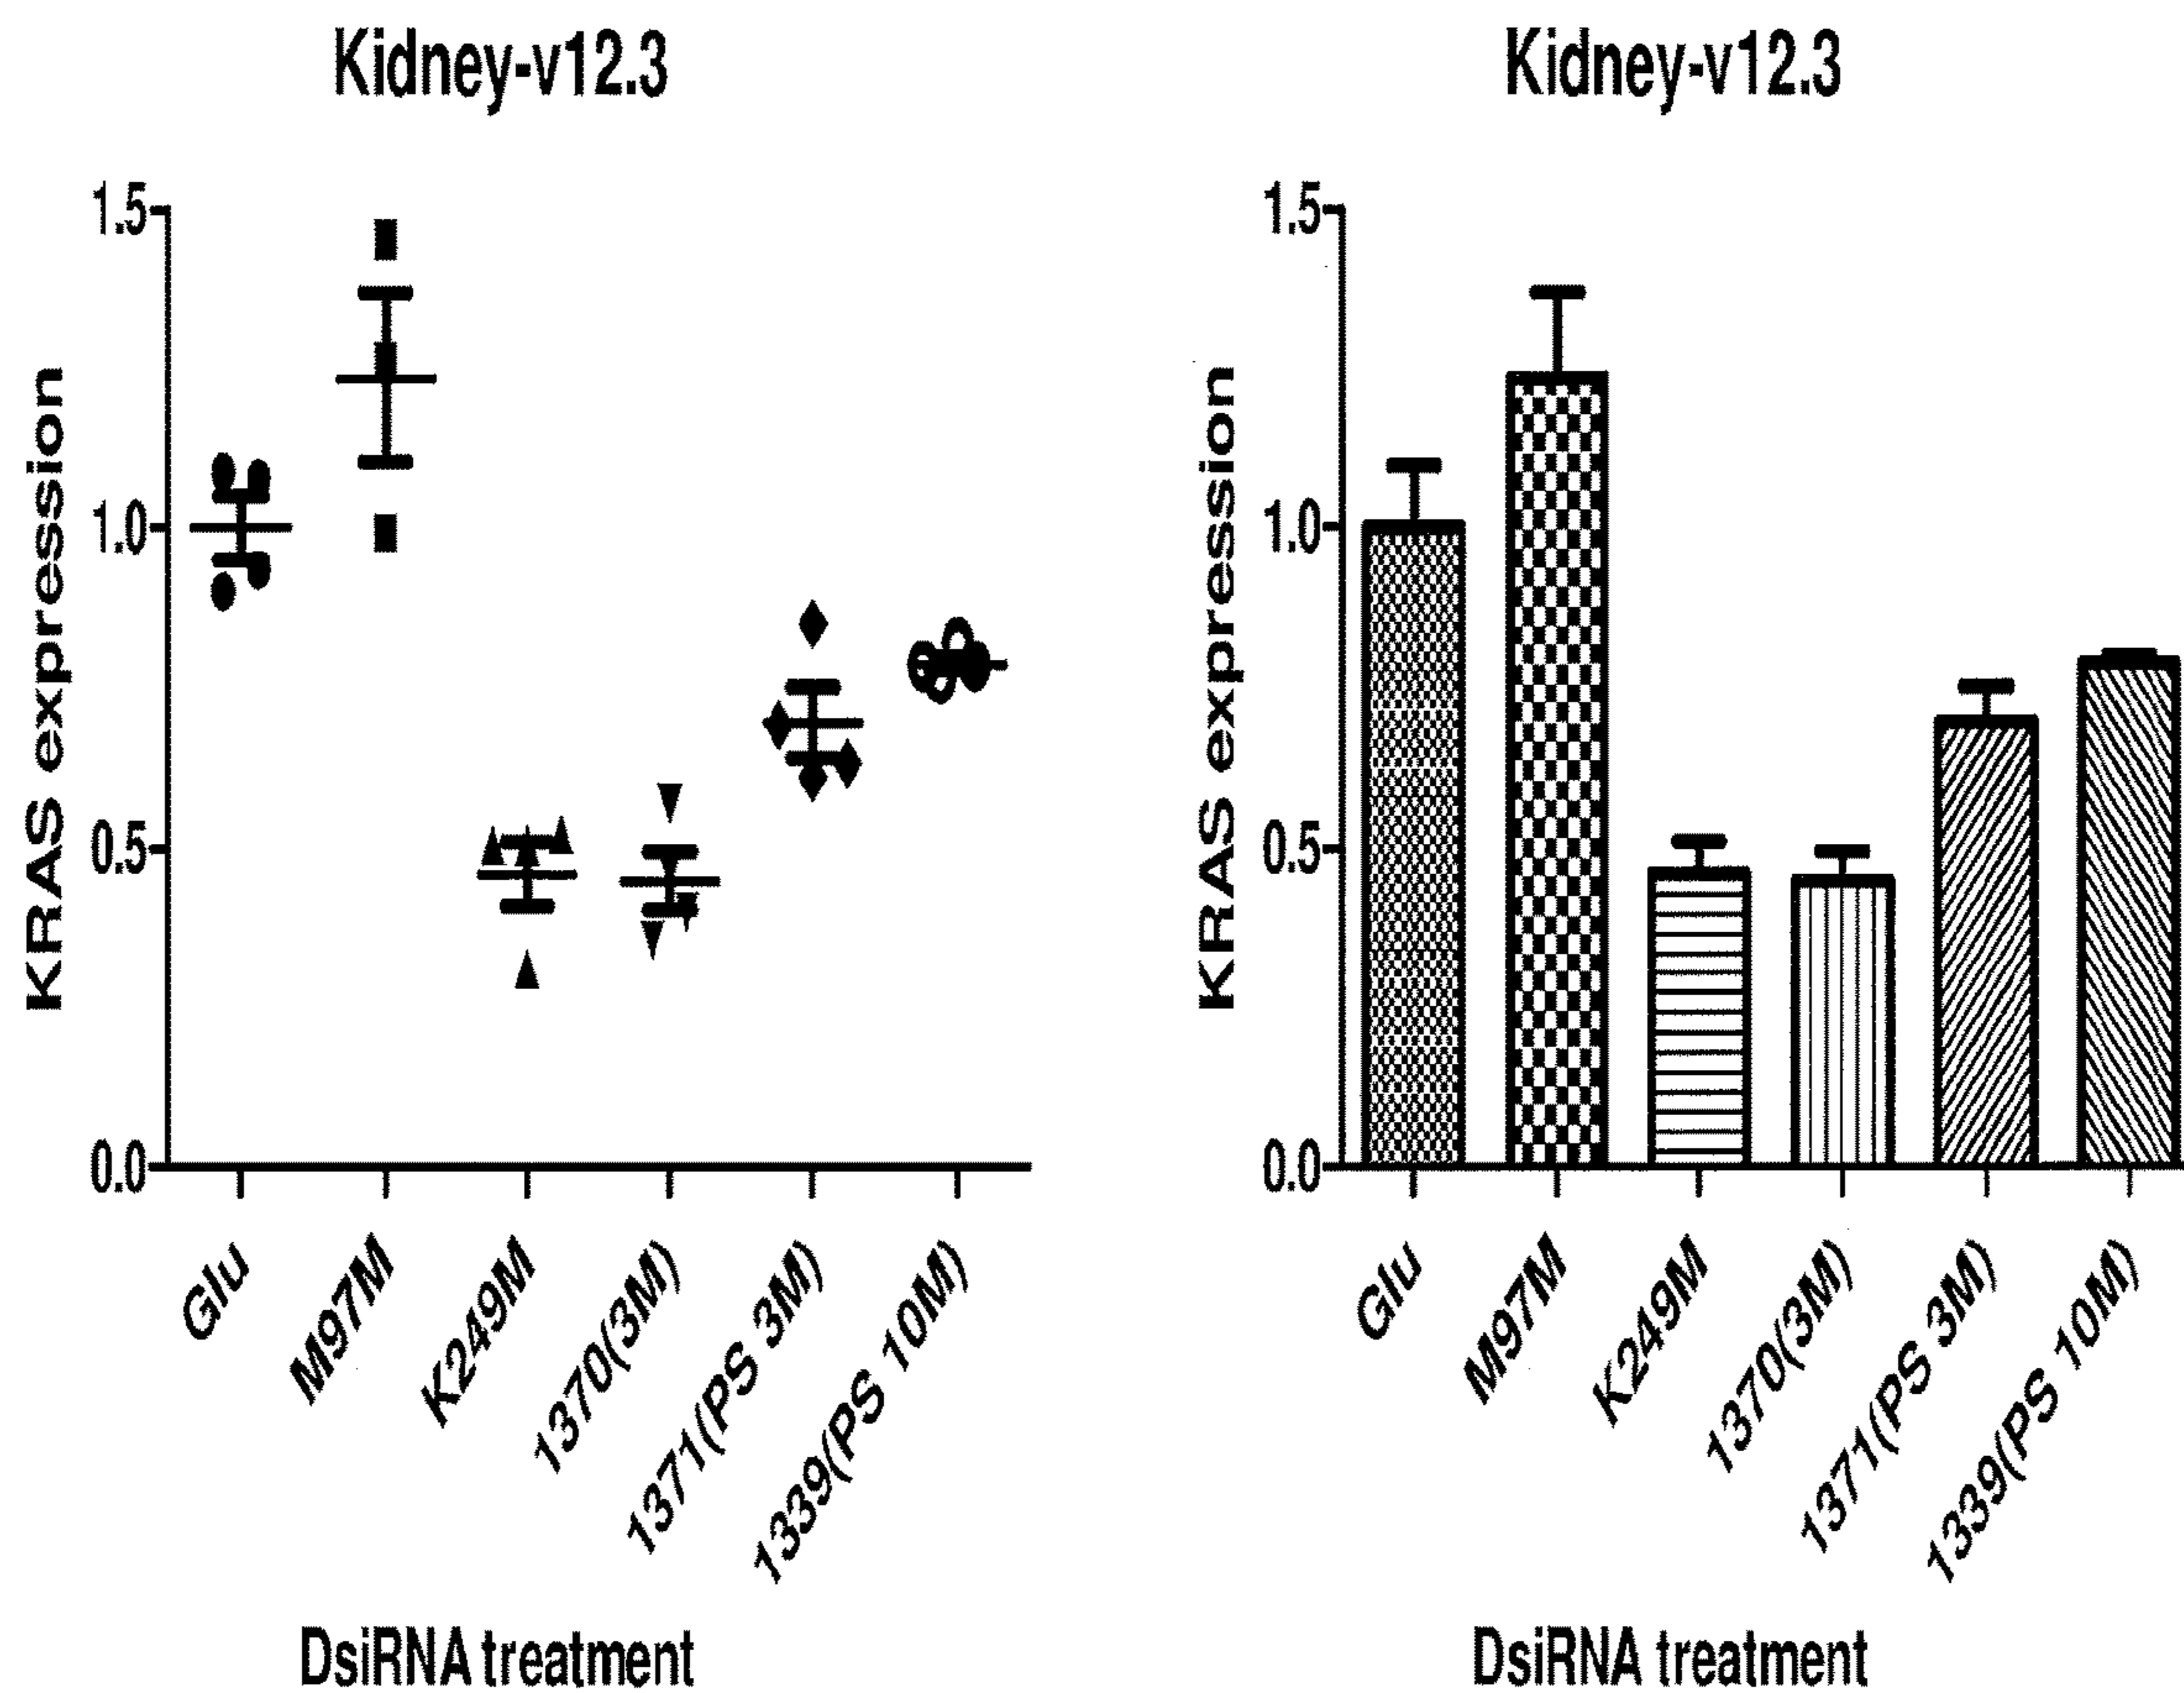 Kidney-v12.3
KRAS expression
1.5
1.0
0.5
0.0
Glu
M97M
K249M
1370(3M)
1371(PS 3M)
1339(PS 10M)
DsiRNA treatment
Kidney-v12.3
KRAS expression
1.5
1.0
0.5
0.0
Glu
M97M
K249M
1370(3M)
1371(PS 3M)
1339(PS 10M)
DsiRNA treatment